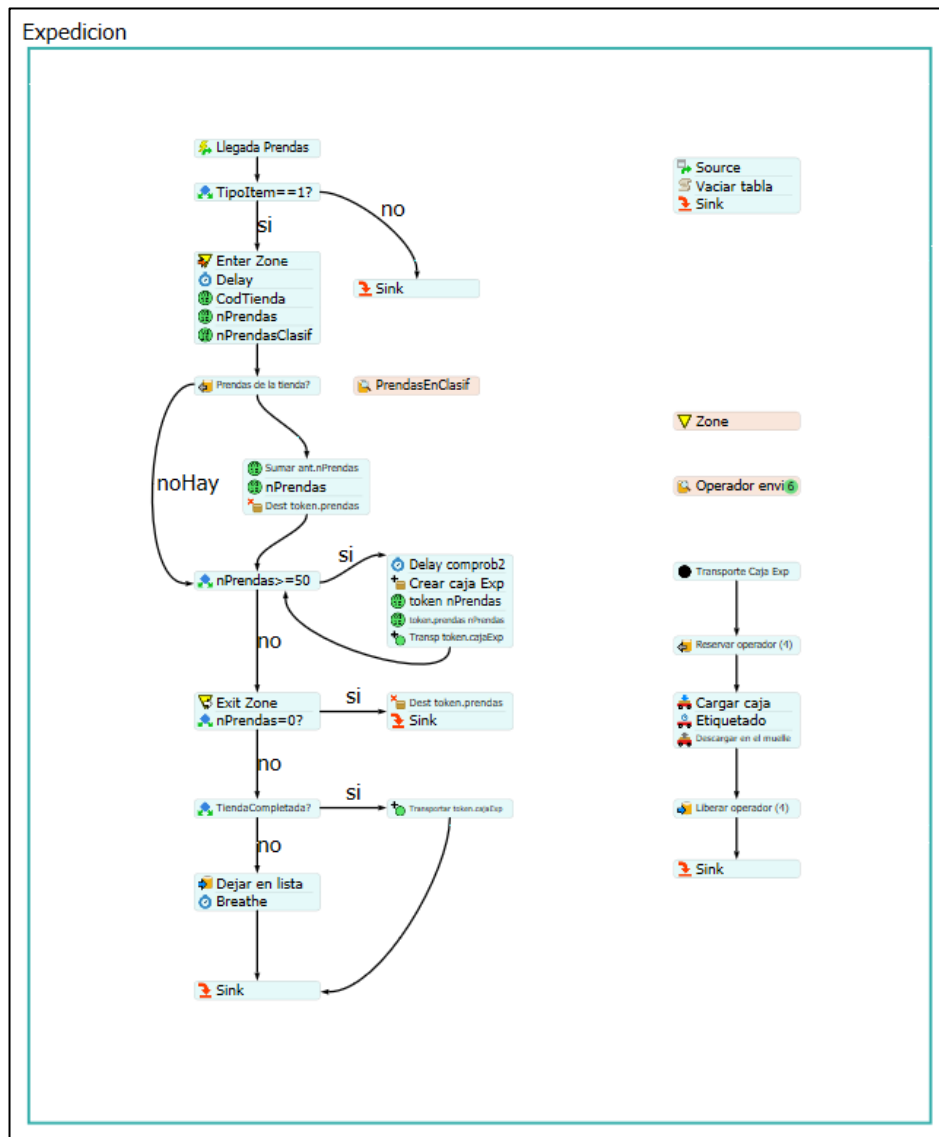 Expedicion
Llegada Prendas
TipoItem==1?
si
no
Enter Zone
Delay
CodTienda
nPrendas
nPrendasClasif
Sink
Source
Vaciar tabla
Sink
Prendas de la tienda?
PrendasEnClasif
Zone
noHay
Sumar ant.nPrendas
nPrendas
Dest token.prendas
Operador envi 6
nPrendas>=50
si
no
Delay comprob2
Crear caja Exp
token nPrendas
token.prendas nPrendas
Transp token.cajaExp
Transporte Caja Exp
Reservar operador (4)
Exit Zone
nPrendas=0?
si
no
Dest token.prendas
Sink
Cargar caja
Etiquetado
Descargar en el muelle
TiendaCompletada?
si
no
Transportar token.cajaExp
Liberar operador (4)
Dejar en lista
Breathe
Sink
Sink